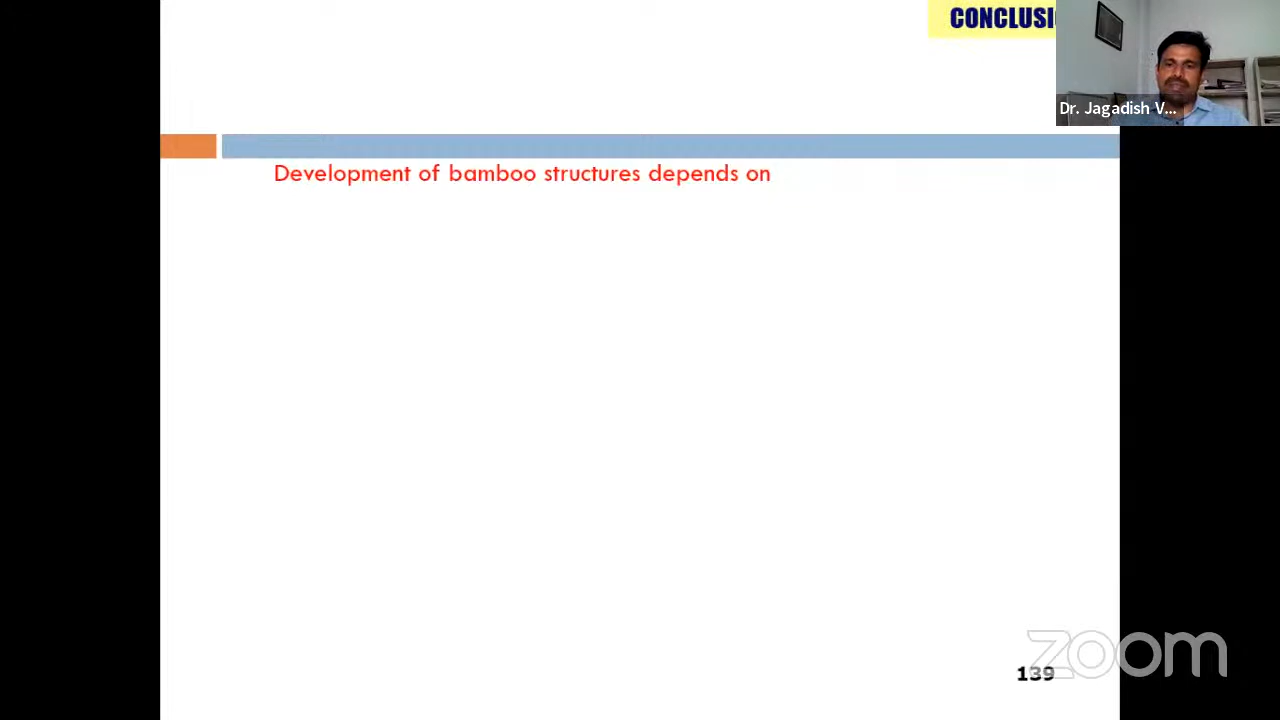 CONCLUSI
Dr. Jagadish V...
Development of bamboo structures depends on
zoom
139